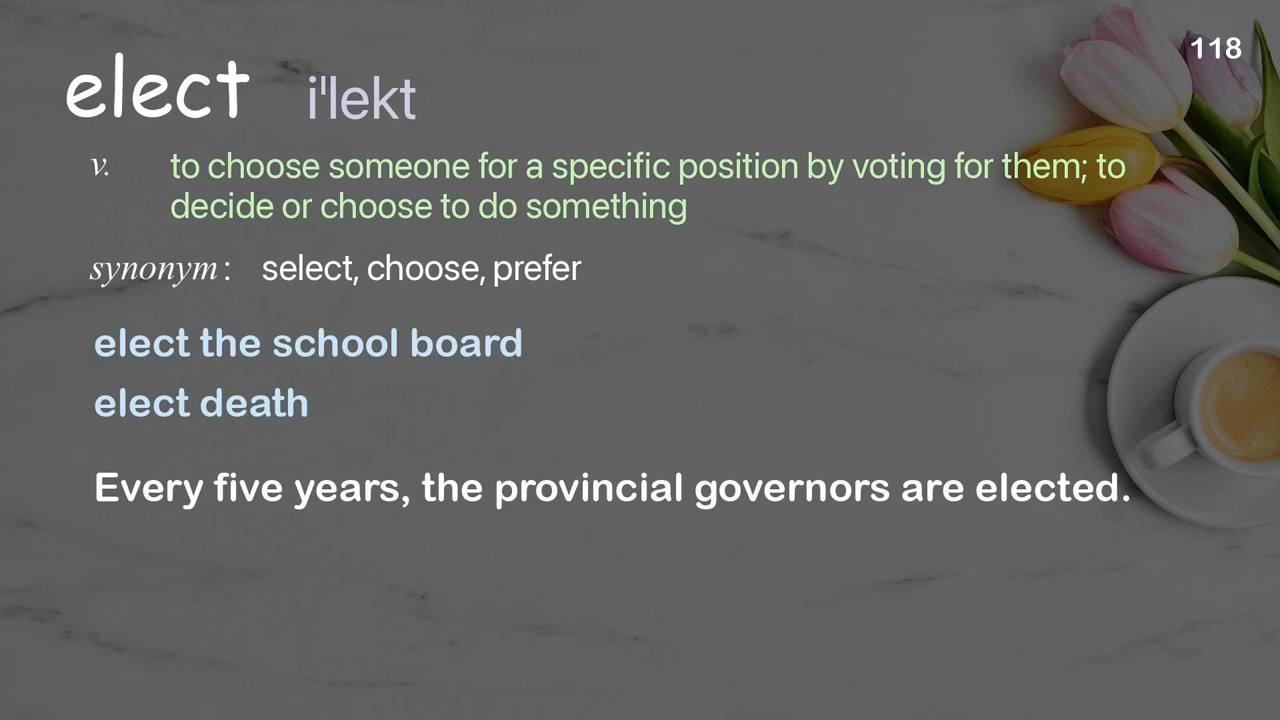 118
elect i'lekt
v. to choose someone for a specific position by voting for them; to
decide or choose to do something
synonym: select, choose, prefer
elect the school board
elect death
Every five years, the provincial governors are elected.